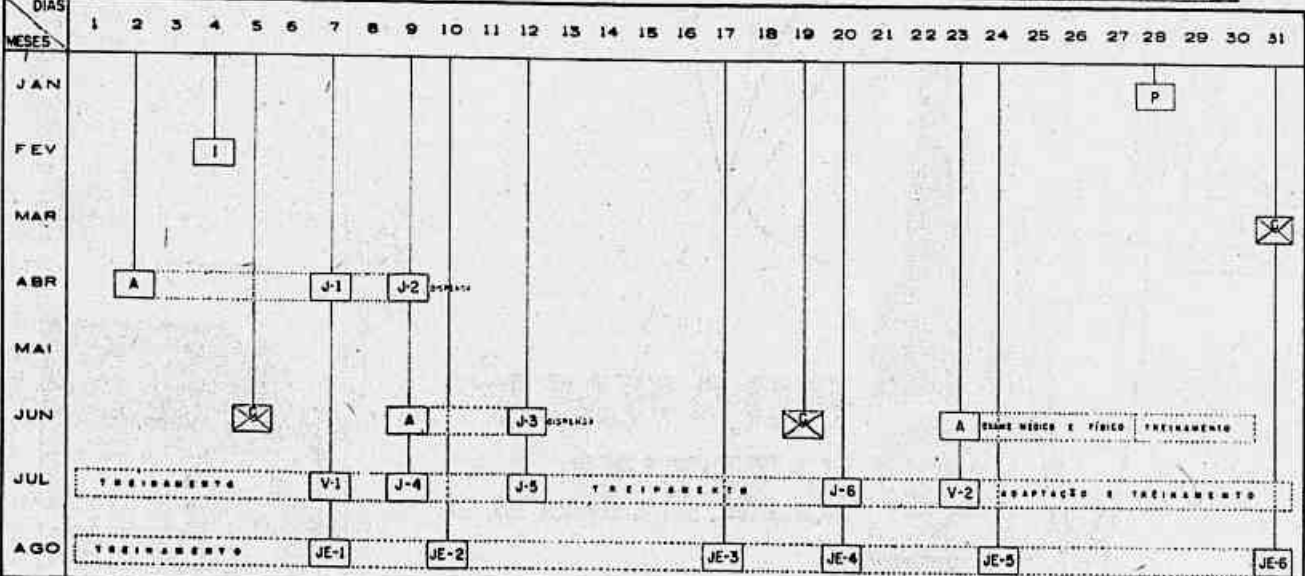 DIAS
MESES 1 2 3 4 5 6 7 8 9 10 11 12 13 14 15 16 17 18 19 20 21 22 23 24 25 26 27 28 29 30 31
JAN P
FEV I
MAR G
ABR A J-1 J-2 DISPENSA
MAI
JUN G A J-3 DISPENSA G A EXAME MÉDICO E FÍSICO TREINAMENTO
JUL TREINAMENTO V-1 J-4 J-5 TREINAMENTO J-6 V-2 ADAPTAÇÃO E TREINAMENTO
AGO TREINAMENTO JE-1 JE-2 JE-3 JE-4 JE-5 JE-6